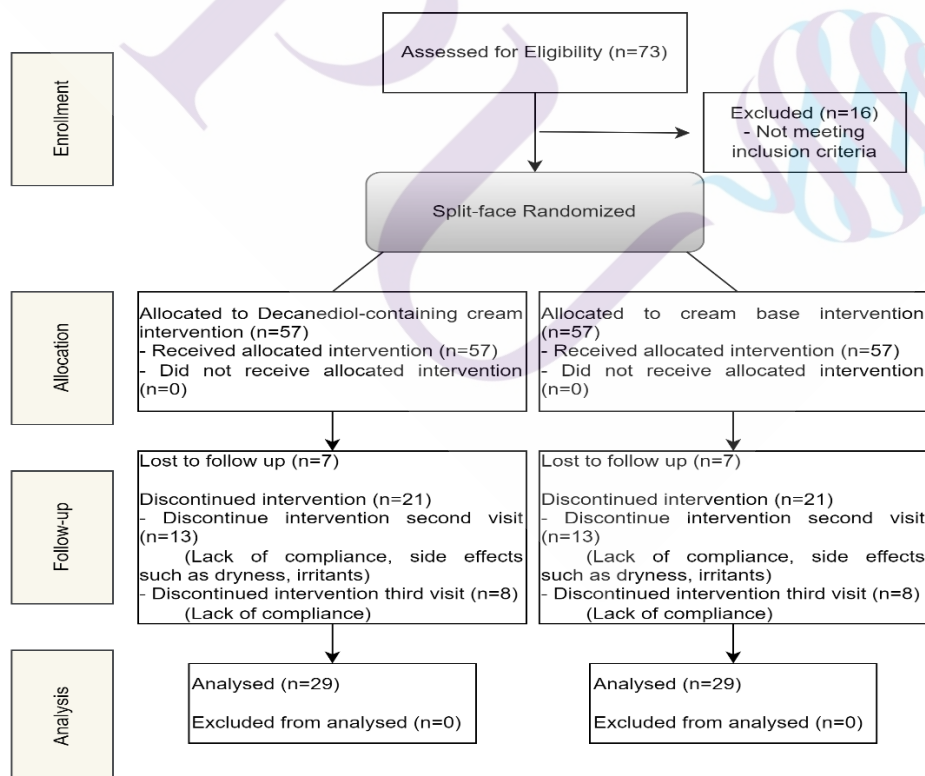 Enrollment
Assessed for Eligibility (n=73)
Excluded (n=16)
- Not meeting
inclusion criteria
Split-face Randomized
Allocation
Allocated to Decanediol-containing cream
intervention (n=57)
- Received allocated intervention (n=57)
- Did not receive allocated intervention
(n=0)
Allocated to cream base intervention
(n=57)
- Received allocated intervention (n=57)
- Did not receive allocated intervention
(n=0)
Follow-up
Lost to follow up (n=7)
Discontinued intervention (n=21)
- Discontinue intervention second visit
(n=13)
(Lack of compliance, side effects
such as dryness, irritants)
- Discontinued intervention third visit (n=8)
(Lack of compliance)
Lost to follow up (n=7)
Discontinued intervention (n=21)
- Discontinue intervention second visit
(n=13)
(Lack of compliance, side effects
such as dryness, irritants)
- Discontinued intervention third visit (n=8)
(Lack of compliance)
Analysis
Analysed (n=29)
Excluded from analysed (n=0)
Analysed (n=29)
Excluded from analysed (n=0)